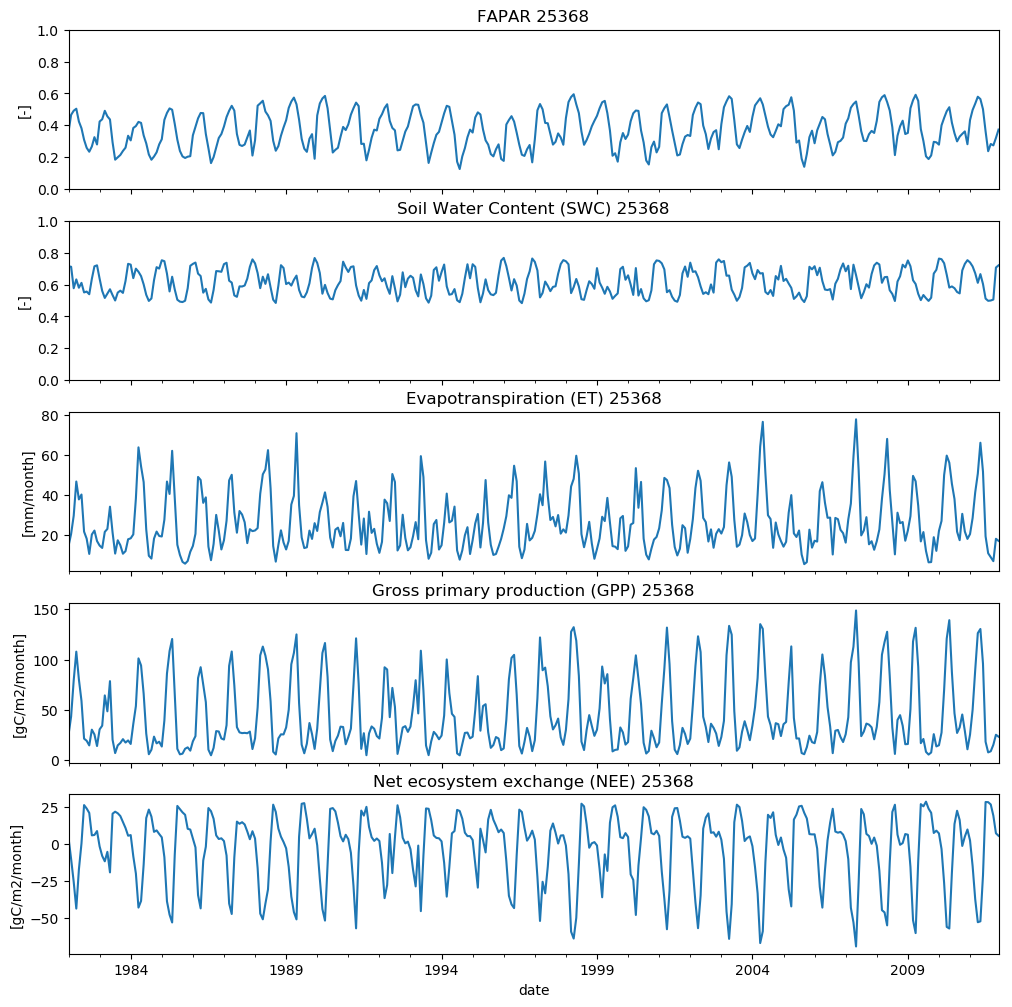 FAPAR 25368
1.0
0.8
0.6
0.4
0.2
0.0
[-]
Soil Water Content (SWC) 25368
1.0
0.8
0.6
0.4
0.2
0.0
[-]
Evapotranspiration (ET) 25368
80
60
40
20
[mm/month]
Gross primary production (GPP) 25368
150
100
50
0
[gC/m2/month]
Net ecosystem exchange (NEE) 25368
25
0
−25
−50
[gC/m2/month]
1984 1989 1994 1999 2004 2009
date